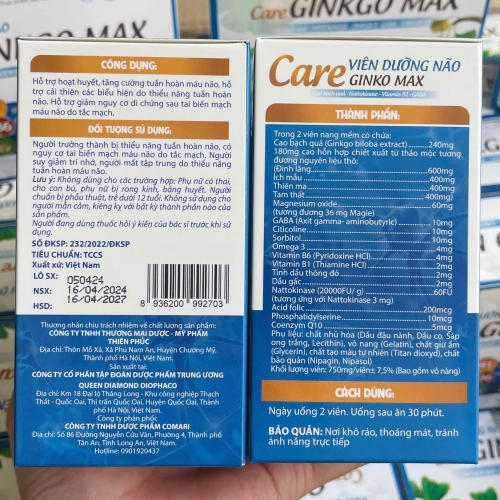 GINKGO MAX
Care GINKGO MAX
CÔNG DỤNG:
Hỗ trợ hoạt huyết, tăng cường tuần hoàn máu não, hỗ
trợ cải thiện các biểu hiện do thiểu năng tuần hoàn
não. Hỗ trợ giảm nguy cơ di chứng sau tai biến mạch
máu não do tắc mạch.
ĐỐI TƯỢNG SỬ DỤNG:
Người trưởng thành bị thiểu năng tuần hoàn não, có
nguy cơ tai biến mạch máu não do tắc mạch. Người
suy giảm trí nhớ, người mất tập trung do thiểu năng
tuần hoàn não.
Lưu ý: Không dùng cho các trường hợp: Phụ nữ có thai,
cho con bú, phụ nữ bị rong kinh, băng huyết. Người
chuẩn bị phẫu thuật, trẻ dưới 12 tuổi. Không sử dụng cho
người mẫn cảm, kiêng kỵ với bất kỳ thành phần nào của
sản phẩm.
Người đang dùng thuốc hỏi ý kiến của bác sĩ trước khi sử
dụng.
SỐ ĐKSP: 232/2022/ĐKSP
TIÊU CHUẨN: TCCS
Xuất xứ: Việt Nam
LÔ SX: 050424
NSX: 16/04/2024
HSD: 16/04/2027
8 936200 992703
Thương nhân chịu trách nhiệm về chất lượng sản phẩm:
CÔNG TY TNHH THƯƠNG MẠI DƯỢC - MỸ PHẨM
THIÊN PHÚC
Địa chỉ: Thôn Mỗ Xá, Xã Phú Nam An, Huyện Chương Mỹ,
Thành phố Hà Nội, Việt Nam.
Sản xuất tại:
CÔNG TY CỔ PHẦN TẬP ĐOÀN DƯỢC PHẨM TRUNG ƯƠNG
QUEEN DIAMOND DIOPHACO
Địa chỉ: Km 18 Đại lộ Thăng Long - Khu công nghiệp Thạch
Thất - Quốc Oai, Thị trấn Quốc Oai, Huyện Quốc Oai, Thành
phố Hà Nội, Việt Nam.
Công ty phân phối:
CÔNG TY TNHH DƯỢC PHẨM COMARI
Địa chỉ: Số 86 Đường Nguyễn Cửu Vân, Phường 4, Thành phố
Tân An, Tỉnh Long An, Việt Nam.
Hotline: 0901920437
Care VIÊN DƯỠNG NÃO
GINKO MAX
Cao bạch quả - Nattokinase - Vitamin B1 - GABA
THÀNH PHẦN:
Trong 2 viên nang mềm có chứa:
Cao bạch quả (Ginkgo biloba extract) 240mg
180mg cao hỗn hợp chiết xuất từ thảo mộc tương
đương nguyên liệu thô:
(Đinh lăng 600mg
Ích mẫu 400mg
Thiên ma 400mg
Tam thất) 400mg
Magnesium oxide 60mg
(tương đương 36 mg Magie)
GABA (Axit gamma- aminobutyric) 10mg
Citicoline 10mg
Sorbitol 10mg
Omega 3 4mg
Vitamin B6 (Pyridoxine HCl) 4mg
Vitamin B1 (Thiamine HCl) 2mg
Tinh dầu thông đỏ 2mg
Dầu gấc 2mg
Nattokinase (20000FU/ g) 60mg
(tương ứng với Nattokinase 3 mg)
Acid folic 200mcg
Phosphatidylserine 10mcg
Coenzym Q10 5mcg
Phụ liệu: chất nhũ hóa (Dầu đậu nành, Dầu cọ, Sáp
ong trắng, Lecithin), vỏ nang (Gelatin), chất giữ ẩm
(Glycerin), chất tạo màu tự nhiên (Titan dioxyd), chất
bảo quản (Nipagin, Nipasol)
Khối lượng viên: 750mg/viên± 7,5% (Bao gồm vỏ nang)
CÁCH DÙNG:
Ngày uống 2 viên. Uống sau ăn 30 phút.
BẢO QUẢN: Nơi khô ráo, thoáng mát, tránh
ánh nắng trực tiếp